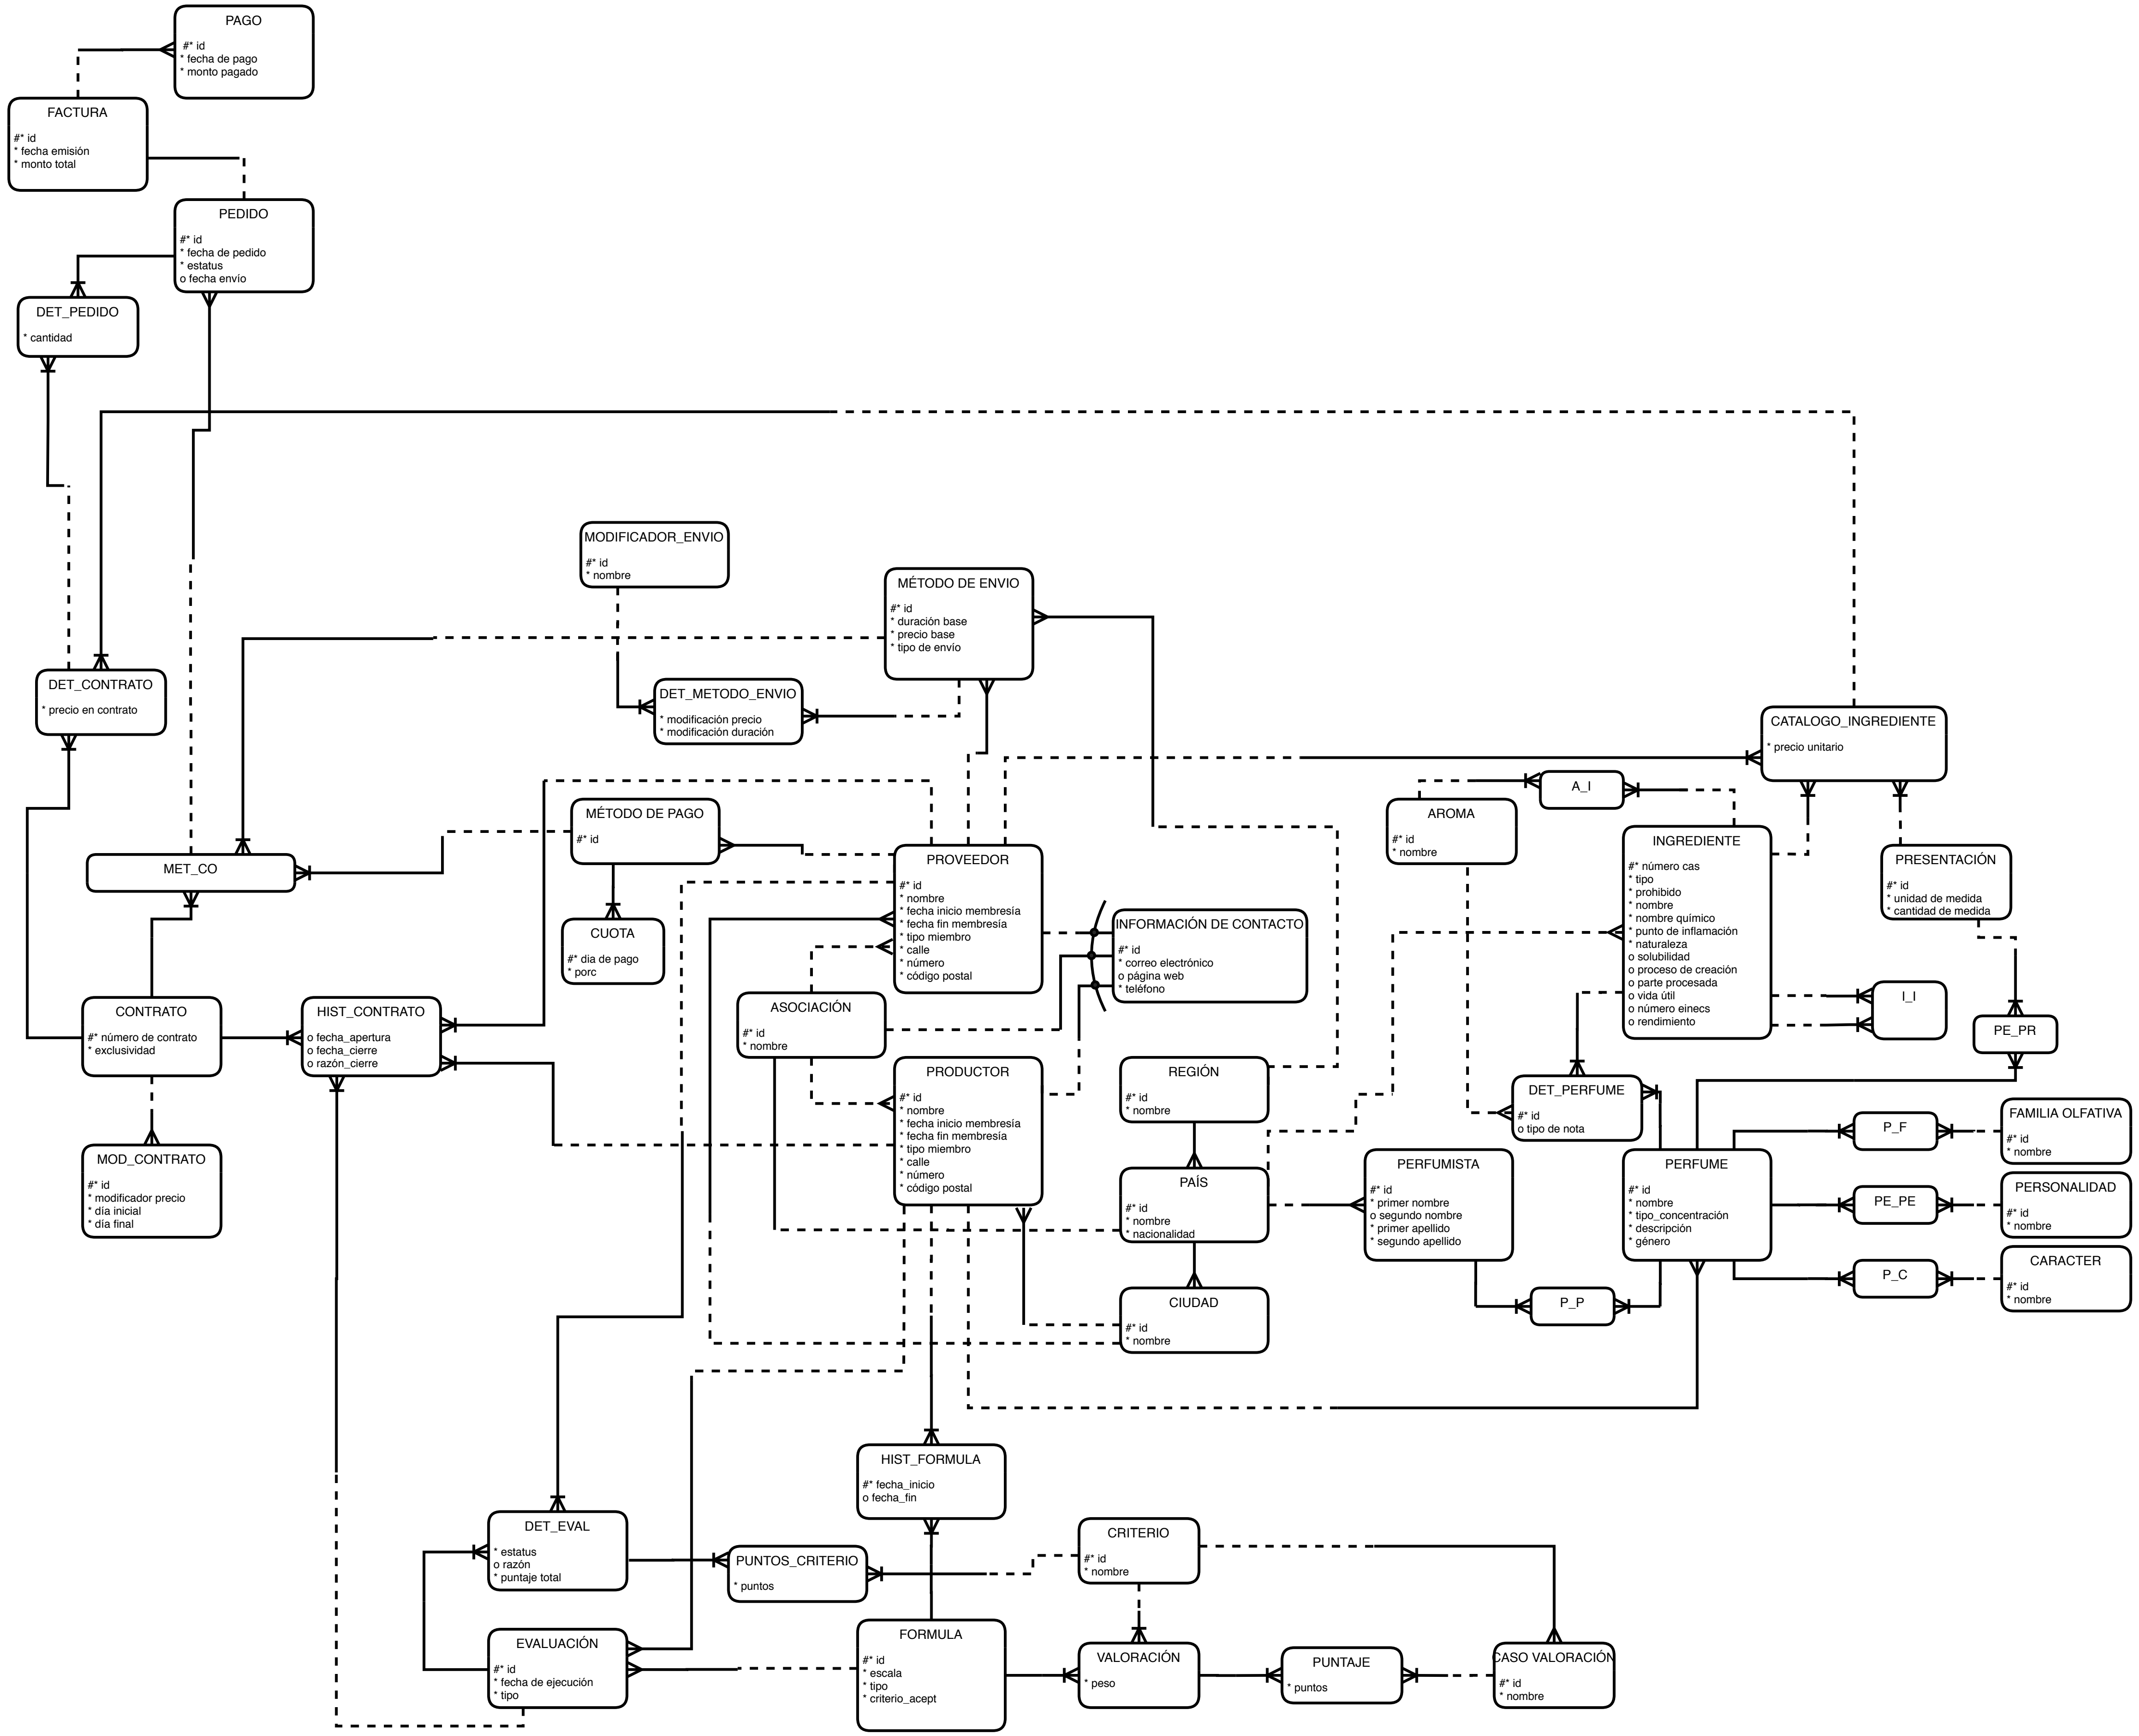 PAGO
#* id
* fecha de pago
* monto pagado
FACTURA
#* id
* fecha emisión
* monto total
PEDIDO
#* id
* fecha de pedido
* estatus
o fecha envío
DET_PEDIDO
* cantidad
MODIFICADOR_ENVIO
#* id
* nombre
MÉTODO DE ENVIO
#* id
* duración base
* precio base
* tipo de envío
DET_CONTRATO
* precio en contrato
DET_METODO_ENVIO
* modificación precio
* modificación duración
CATALOGO_INGREDIENTE
* precio unitario
A_I
AROMA
#* id
* nombre
MÉTODO DE PAGO
#* id
MET_CO
PROVEEDOR
#* id
* nombre
* fecha inicio membresía
* fecha fin membresía
* tipo miembro
* calle
* número
* código postal
INGREDIENTE
#* número cas
* tipo
* prohibido
* nombre
* nombre químico
* punto de inflamación
* naturaleza
o solubilidad
o proceso de creación
o parte procesada
o vida útil
o número einecs
o rendimiento
PRESENTACIÓN
#* id
* unidad de medida
* cantidad de medida
CUOTA
#* dia de pago
* porc
INFORMACIÓN DE CONTACTO
#* id
* correo electrónico
o página web
* teléfono
CONTRATO
#* número de contrato
* exclusividad
HIST_CONTRATO
o fecha_apertura
o fecha_cierre
o razón_cierre
ASOCIACIÓN
#* id
* nombre
I_I
PE_PR
PRODUCTOR
#* id
* nombre
* fecha inicio membresía
* fecha fin membresía
* tipo miembro
* calle
* número
* código postal
REGIÓN
#* id
* nombre
DET_PERFUME
#* id
o tipo de nota
MOD_CONTRATO
#* id
* modificador precio
* día inicial
* día final
PAÍS
#* id
* nombre
* nacionalidad
PERFUMISTA
#* id
* primer nombre
o segundo nombre
* primer apellido
* segundo apellido
PERFUME
#* id
* nombre
* tipo_concentración
* descripción
* género
P_F
FAMILIA OLFATIVA
#* id
* nombre
PE_PE
PERSONALIDAD
#* id
* nombre
P_C
CARACTER
#* id
* nombre
CIUDAD
#* id
* nombre
P_P
HIST_FORMULA
#* fecha_inicio
o fecha_fin
DET_EVAL
* estatus
o razón
* puntaje total
PUNTOS_CRITERIO
* puntos
CRITERIO
#* id
* nombre
EVALUACIÓN
#* id
* fecha de ejecución
* tipo
FORMULA
#* id
* escala
* tipo
* criterio_acept
VALORACIÓN
* peso
PUNTAJE
* puntos
CASO VALORACIÓN
#* id
* nombre